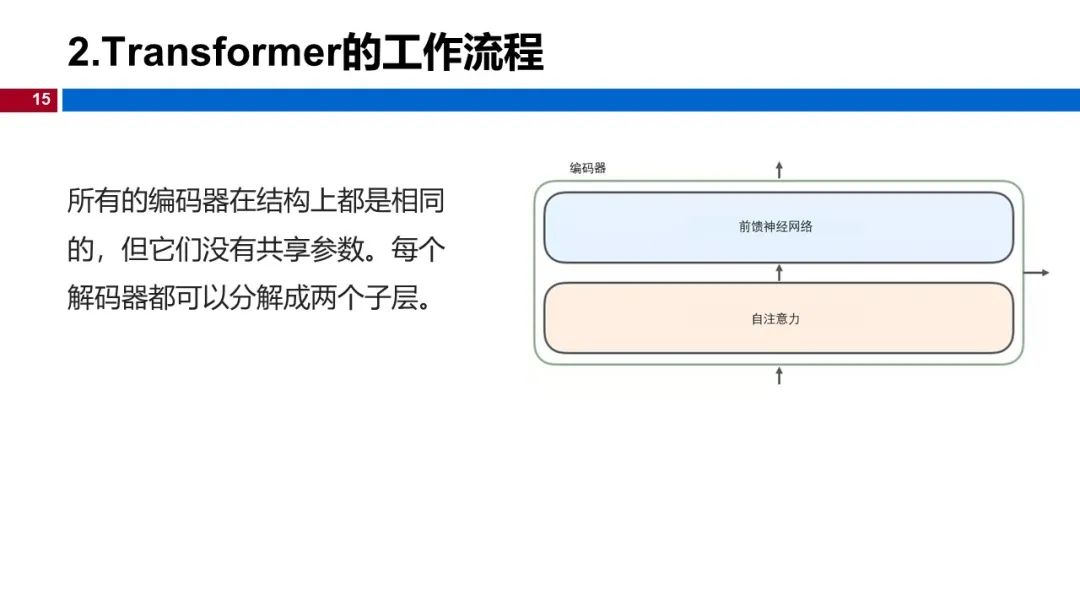 2.Transformer的工作流程
15
所有的编码器在结构上都是相同
的，但它们没有共享参数。每个
解码器都可以分解成两个子层。
编码器
前馈神经网络
自注意力